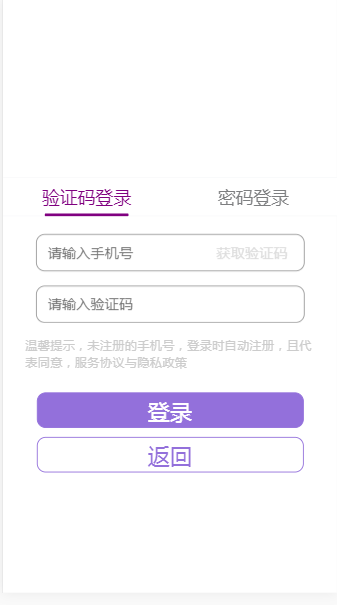 验证码登录 密码登录
请输入手机号 获取验证码
请输入验证码
温馨提示，未注册的手机号，登录时自动注册，且代
表同意，服务协议与隐私政策
登录
返回